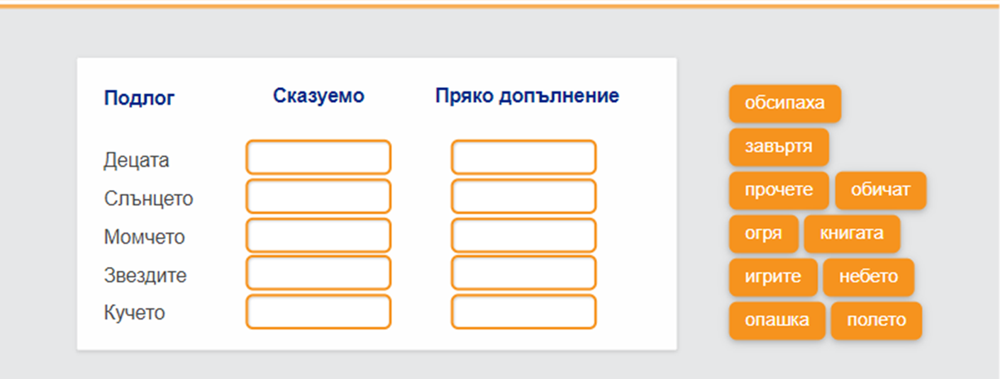 Подлог Сказуемо Пряко допълнение
Децата
Слънцето
Момчето
Звездите
Кучето
обсипаха
завъртя
прочете обичат
огря книгата
игрите небето
опашка полето